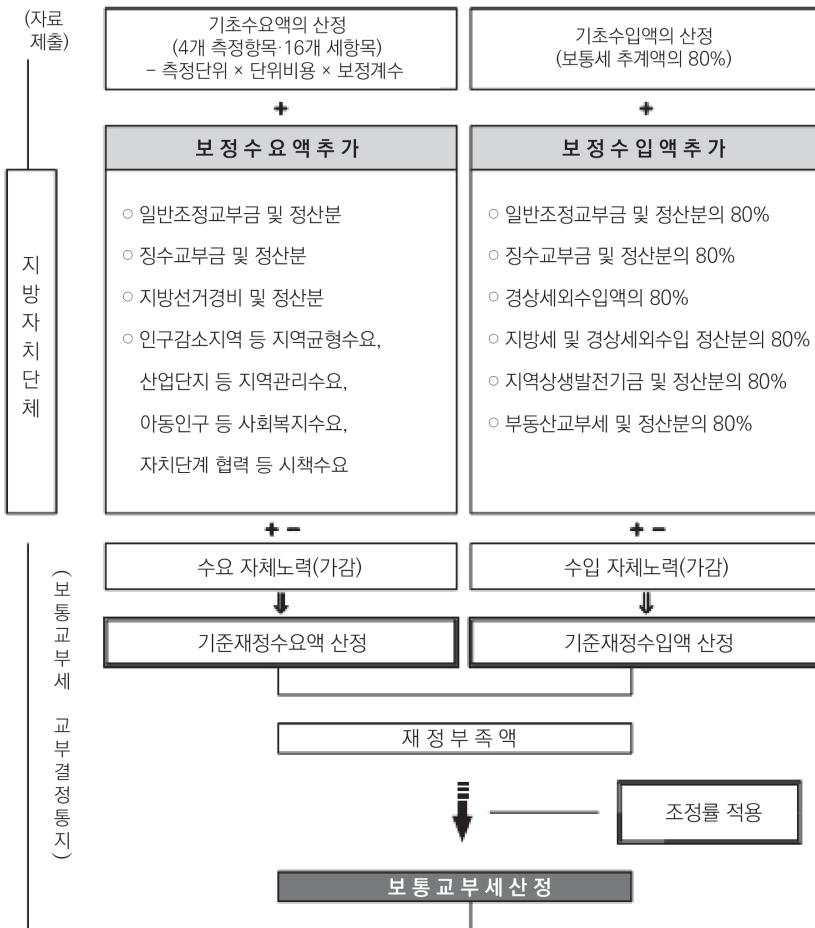 (자료
제출)
기초수요액의 산정
(4개 측정항목·16개 세항목)
– 측정단위 × 단위비용 × 보정계수
기초수입액의 산정
(보통세 추계액의 80%)
+
+
보정수요액추가
보정수입액추가
지방자치단체
○ 일반조정교부금 및 정산분
○ 징수교부금 및 정산분
○ 지방선거경비 및 정산분
○ 인구감소지역 등 지역균형수요,
산업단지 등 지역관리수요,
아동인구 등 사회복지수요,
자치단계 협력 등 시책수요
○ 일반조정교부금 및 정산분의 80%
○ 징수교부금 및 정산분의 80%
○ 경상세외수입액의 80%
○ 지방세 및 경상세외수입 정산분의 80%
○ 지역상생발전기금 및 정산분의 80%
○ 부동산교부세 및 정산분의 80%
+ −
+ −
(보통교부세 교부결정통지)
수요 자체노력(가감)
수입 자체노력(가감)
⇓
⇓
기준재정수요액 산정
기준재정수입액 산정
재정부족액
조정률 적용
보통교부세산정